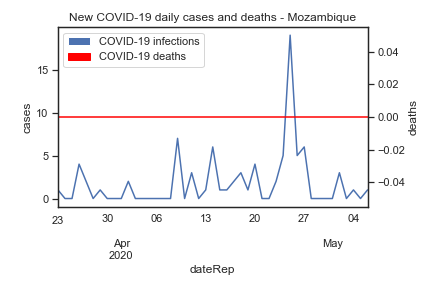 New COVID-19 daily cases and deaths - Mozambique
COVID-19 infections
COVID-19 deaths
cases
15
10
5
0
deaths
0.04
0.02
0.00
−0.02
−0.04
23
30
06
13
20
27
04
Apr
2020
May
dateRep